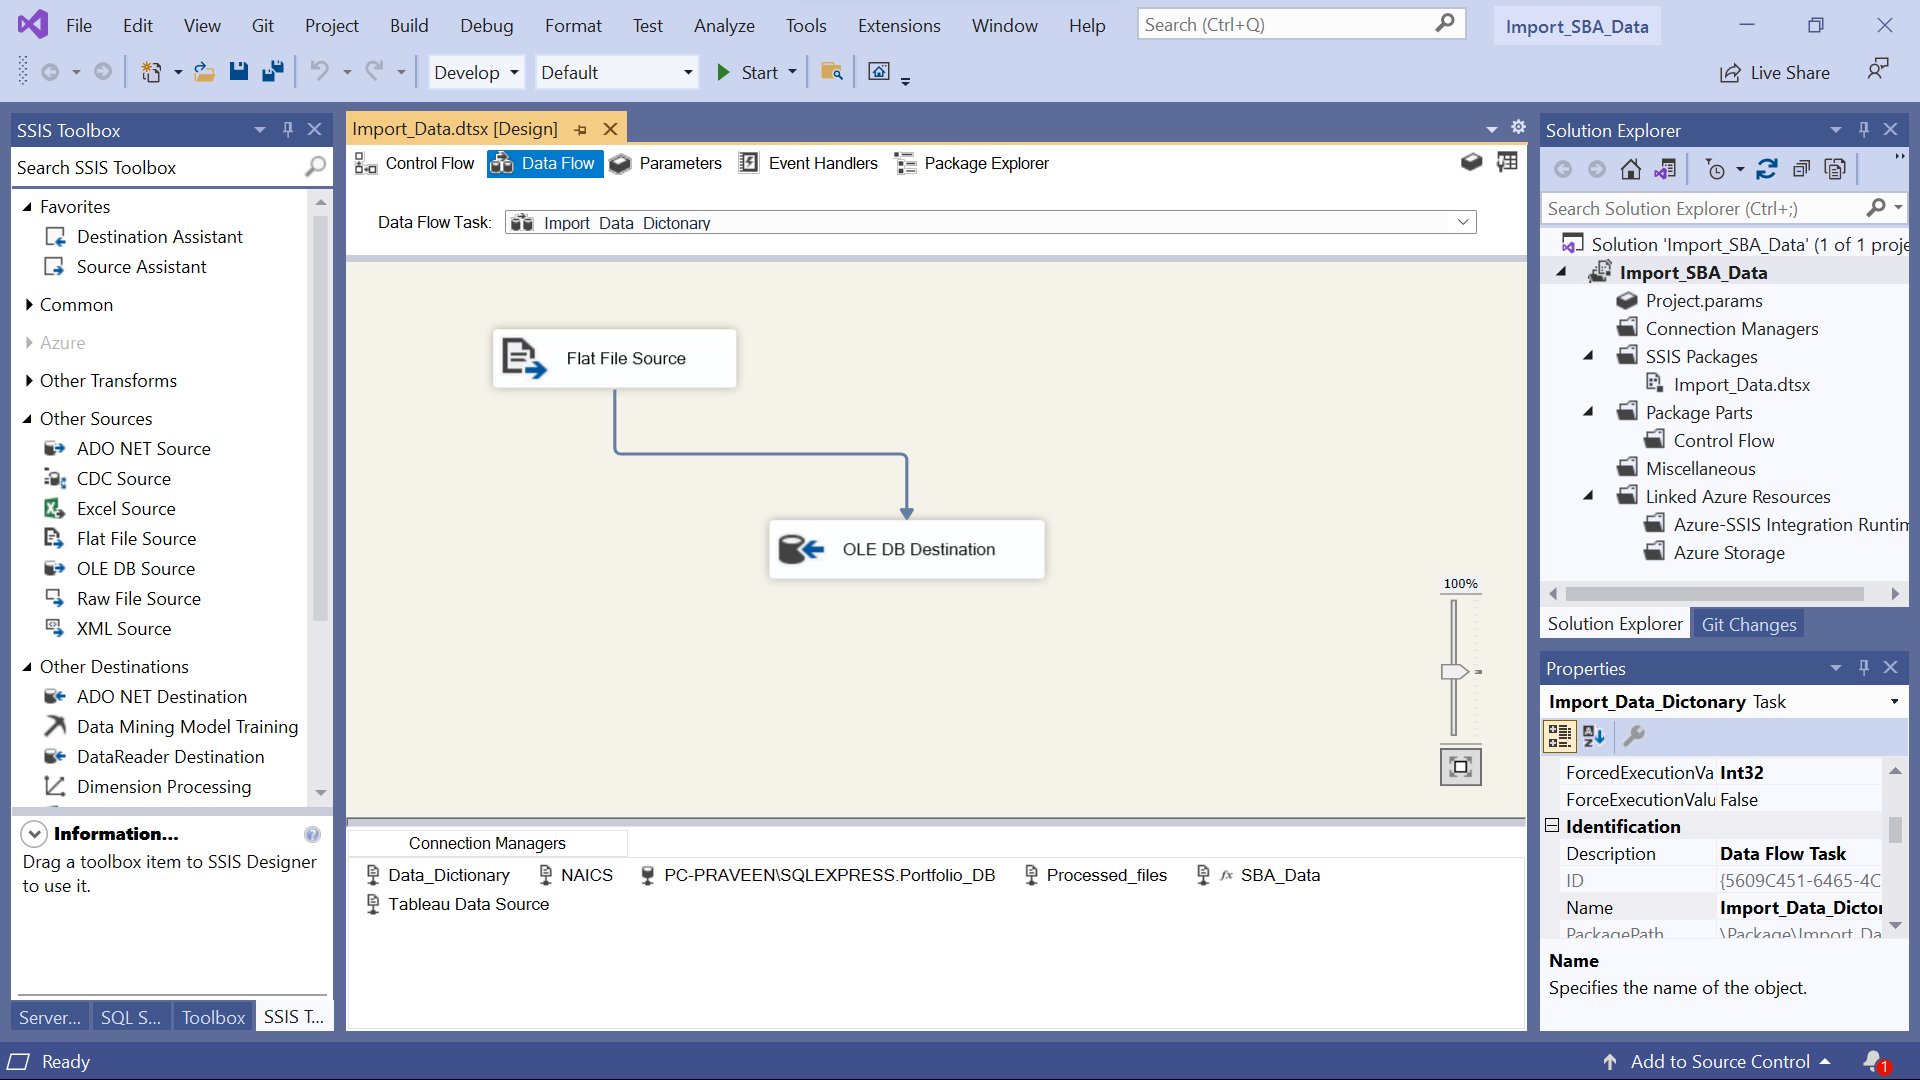 File Edit View Git Project Build Debug Format Test Analyze Tools Extensions Window Help Search (Ctrl+Q) Import_SBA_Data
Develop Default Start Live Share
SSIS Toolbox
Search SSIS Toolbox
Favorites
Destination Assistant
Source Assistant
Common
Azure
Other Transforms
Other Sources
ADO NET Source
CDC Source
Excel Source
Flat File Source
OLE DB Source
Raw File Source
XML Source
Other Destinations
ADO NET Destination
Data Mining Model Training
DataReader Destination
Dimension Processing
Information...
Drag a toolbox item to SSIS Designer
to use it.
Server... SQL S... Toolbox SSIS T...
Import_Data.dtsx [Design]
Control Flow Data Flow Parameters Event Handlers Package Explorer
Data Flow Task: Import_Data_Dictonary
Flat File Source
OLE DB Destination
100%
Connection Managers
Data_Dictionary NAICS PC-PRAVEEN\SQLEXPRESS.Portfolio_DB Processed_files fx SBA_Data
Tableau Data Source
Solution Explorer
Search Solution Explorer (Ctrl+;)
Solution 'Import_SBA_Data' (1 of 1 proje
Import_SBA_Data
Project.params
Connection Managers
SSIS Packages
Import_Data.dtsx
Package Parts
Control Flow
Miscellaneous
Linked Azure Resources
Azure-SSIS Integration Runtin
Azure Storage
Solution Explorer Git Changes
Properties
Import_Data_Dictonary Task
ForcedExecutionVa Int32
ForceExecutionValu False
Identification
Description Data Flow Task
ID {5609C451-6465-4C
Name Import_Data_Dictor
PackagePath \Package\Import_Da
Name
Specifies the name of the object.
Ready Add to Source Control 1